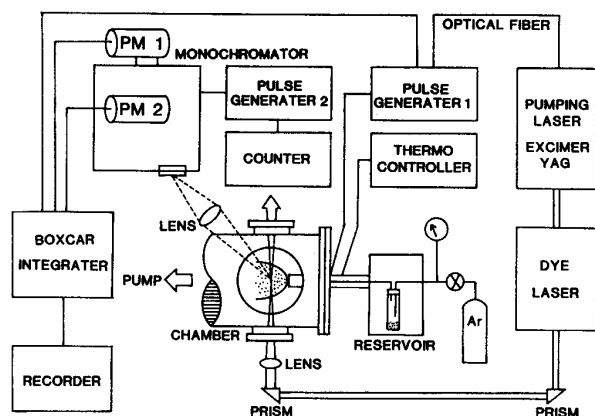 OPTICAL FIBER
PM 1
MONOCHROMATOR
PM 2
PULSE
GENERATER 2
PULSE
GENERATER 1
PUMPING
LASER
EXCIMER
YAG
COUNTER
THERMO
CONTROLLER
LENS
BOXCAR
INTEGRATER
PUMP
DYE
LASER
Ar
CHAMBER
RESERVOIR
LENS
RECORDER
PRISM
PRISM